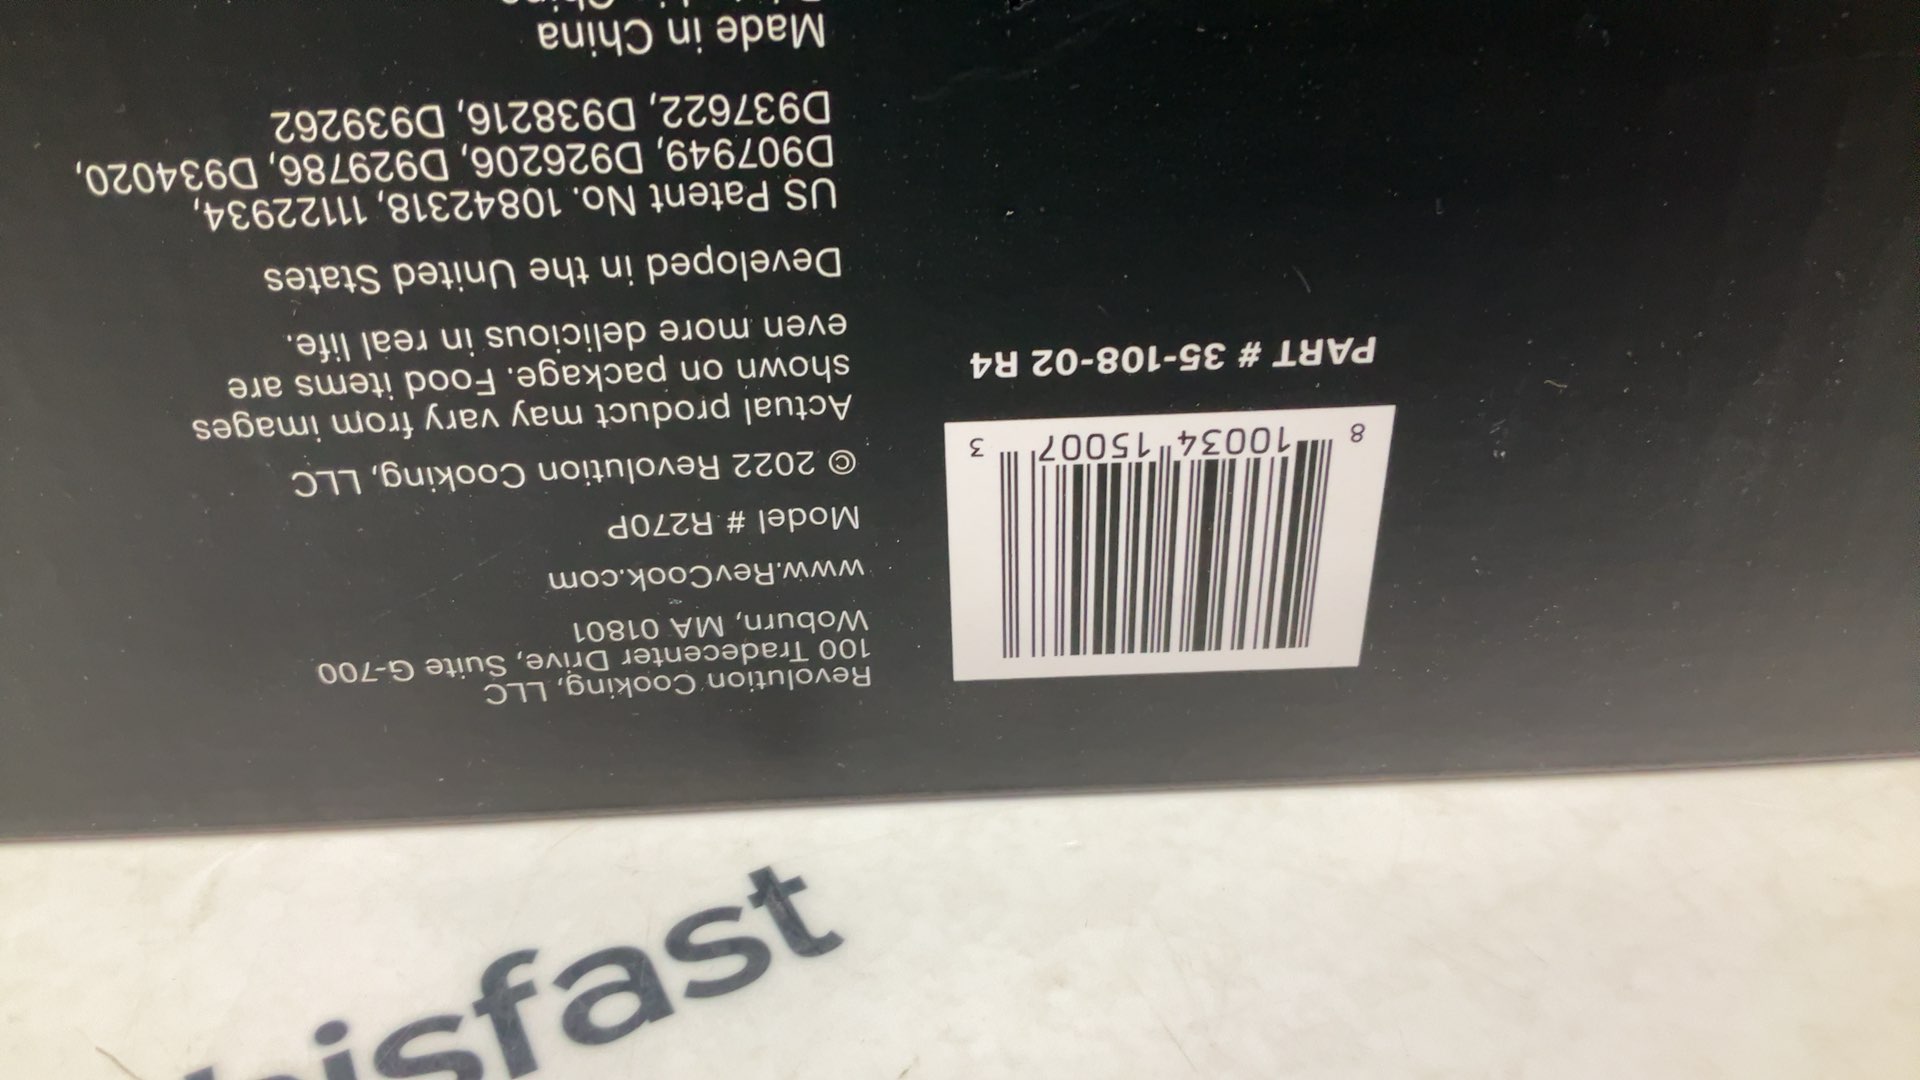 Revolution Cooking, LLC
100 Tradecenter Drive, Suite G-700
Woburn, MA 01801
www.RevCook.com
Model # R270P
© 2022 Revolution Cooking, LLC
Actual product may vary from images
shown on package. Food items are
even more delicious in real life.
Developed in the United States
US Patent No. 10842318, 11122934,
D907949, D926206, D929786, D934020,
D937622, D938216, D939262
Made in China
8 10034 15007 3
PART # 35-108-02 R4